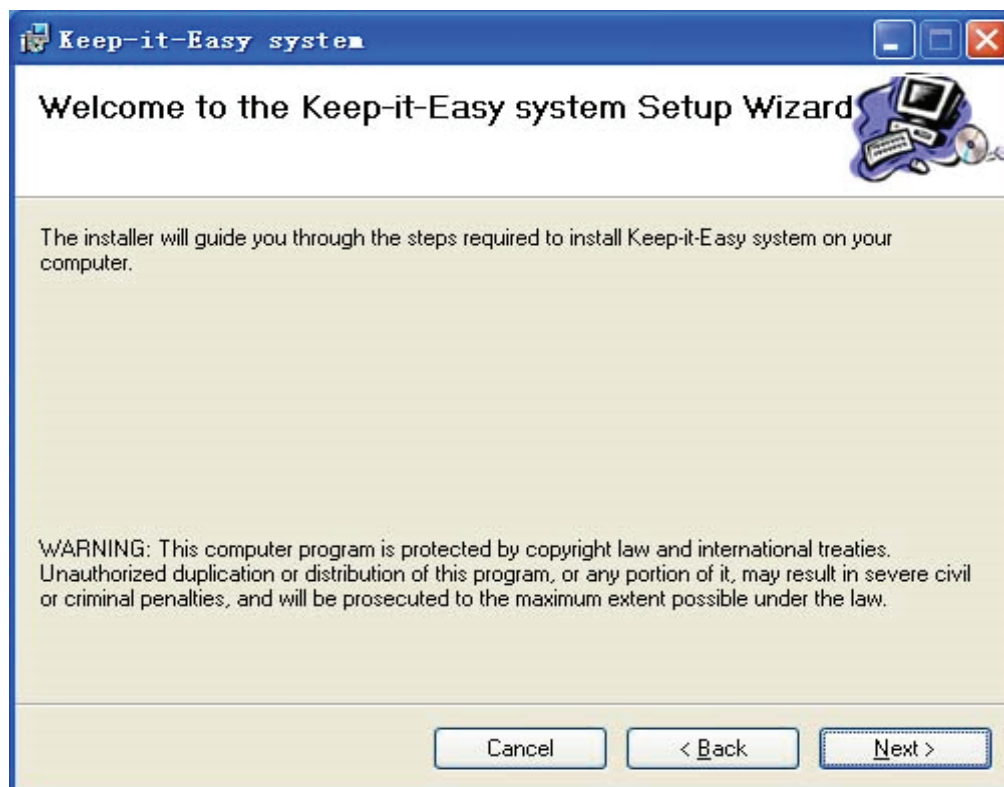 Keep-it-Easy system
Welcome to the Keep-it-Easy system Setup Wizard
The installer will guide you through the steps required to install Keep-it-Easy system on your
computer.
WARNING: This computer program is protected by copyright law and international treaties.
Unauthorized duplication or distribution of this program, or any portion of it, may result in severe civil
or criminal penalties, and will be prosecuted to the maximum extent possible under the law.
Cancel
< Back
Next >